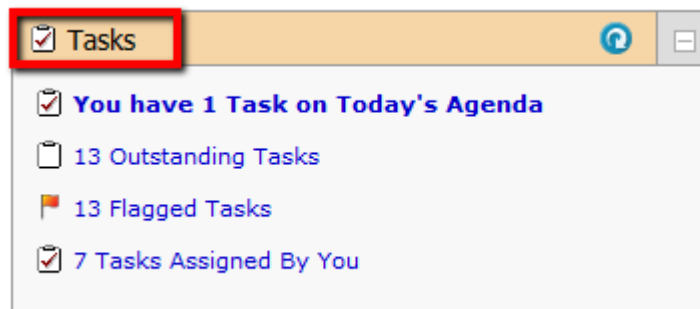 Tasks
You have 1 Task on Today's Agenda
13 Outstanding Tasks
13 Flagged Tasks
7 Tasks Assigned By You